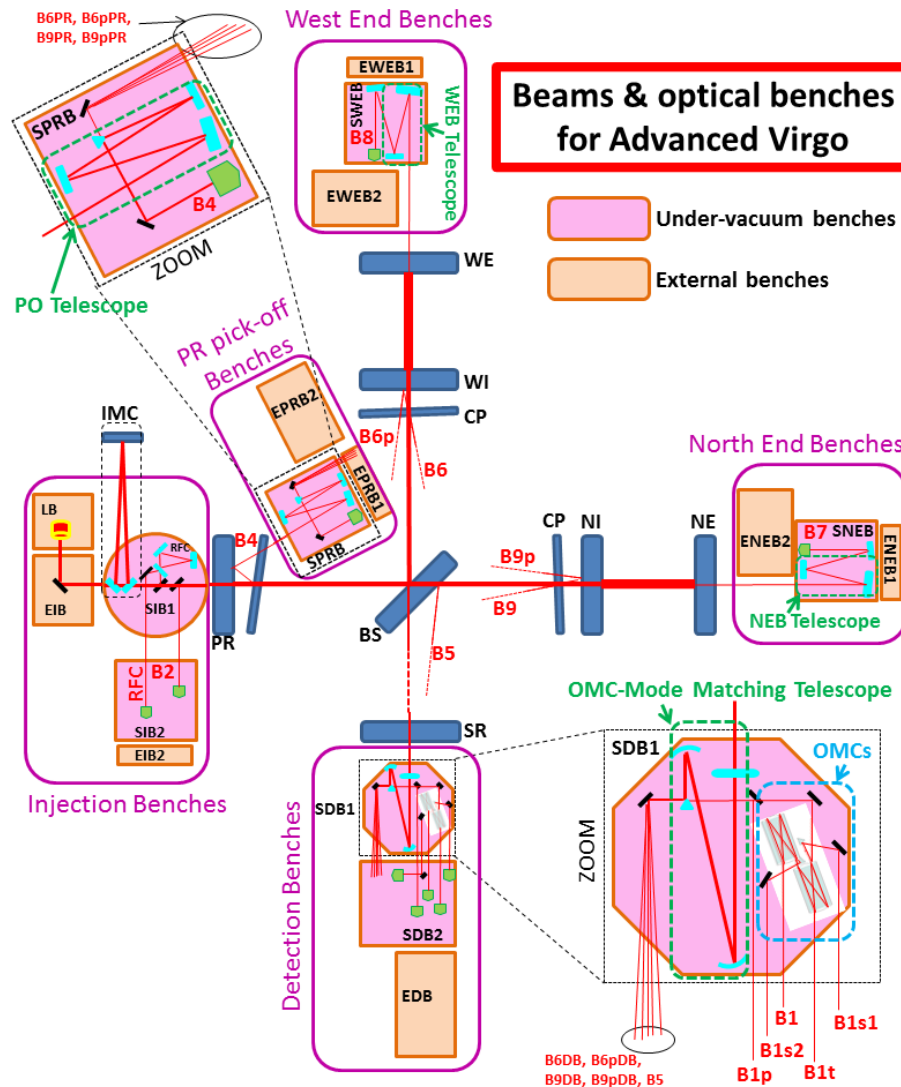 B6PR, B6pPR,
B9PR, B9pPR
SPRB
B4
ZOOM
PO Telescope
West End Benches
EWEB1
SWEB
B8
WEB Telescope
EWEB2
Beams & optical benches
for Advanced Virgo
Under-vacuum benches
External benches
WE
WI
CP
B6p
B6
PR pick-off
Benches
EPRB2
EPRB1
SPRB
B4
IMC
LB
EIB
RFC
SIB1
PR
RFC
B2
SIB2
EIB2
Injection Benches
BS
B5
B9p
B9
CP
NI
NE
North End Benches
ENEB2
B7
SNEB
ENEB1
NEB Telescope
SR
SDB1
SDB2
EDB
Detection Benches
OMC-Mode Matching Telescope
SDB1
OMCs
ZOOM
B1
B1s1
B1s2
B1p
B1t
B6DB, B6pDB,
B9DB, B9pDB, B5